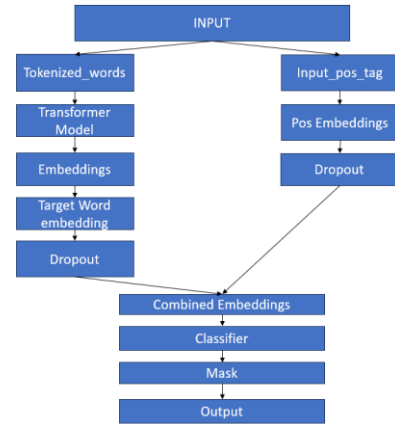 INPUT
Tokenized_words
Input_pos_tag
Transformer
Model
Pos Embeddings
Embeddings
Dropout
Target Word
embedding
Dropout
Combined Embeddings
Classifier
Mask
Output